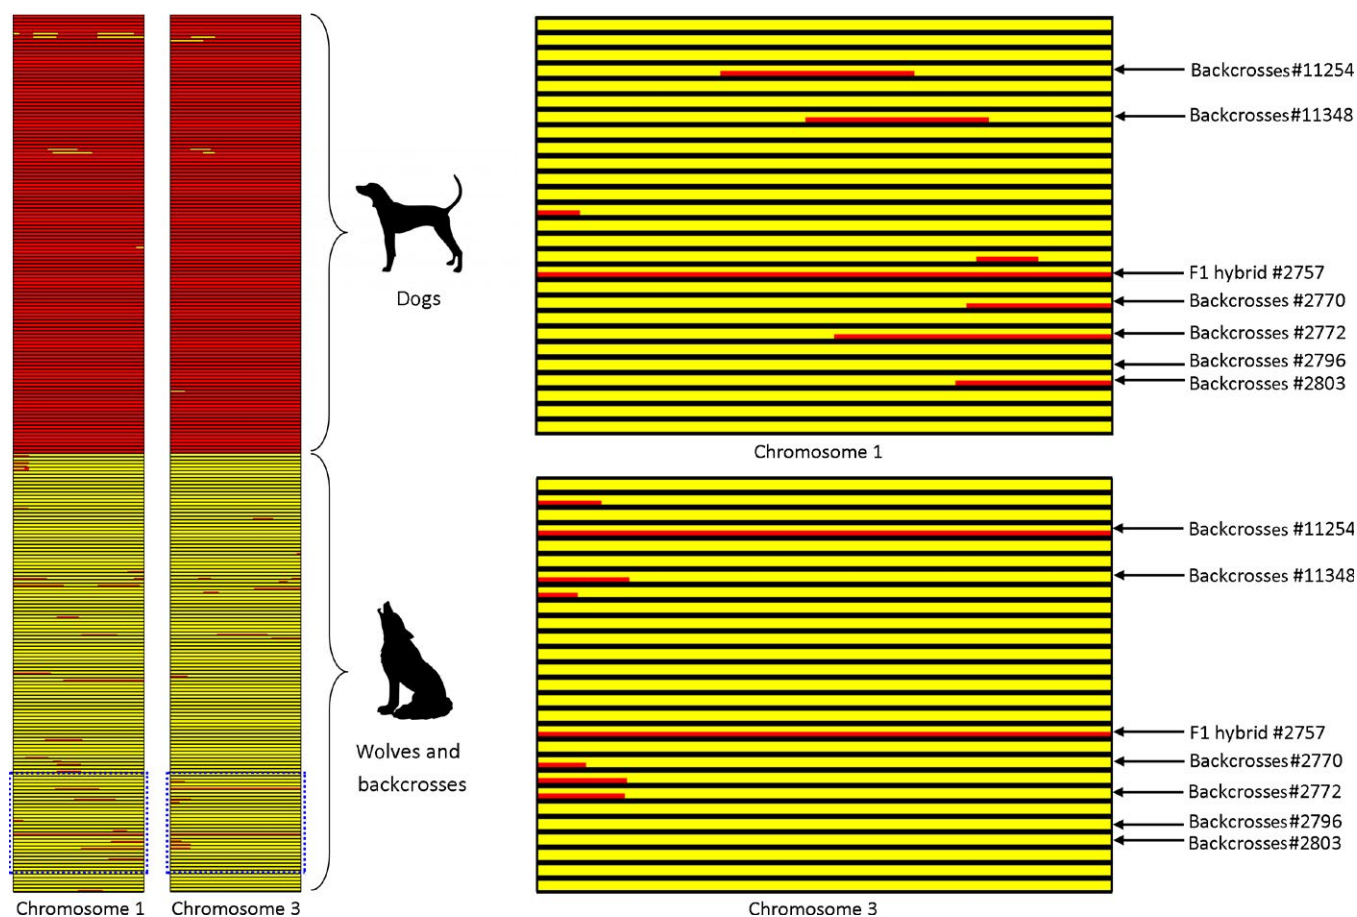 Dogs
Wolves and
backcrosses
Chromosome 1
Chromosome 3
Backcrosses#11254
Backcrosses#11348
F1 hybrid #2757
Backcrosses #2770
Backcrosses #2772
Backcrosses #2796
Backcrosses #2803
Chromosome 1
Backcrosses #11254
Backcrosses #11348
F1 hybrid #2757
Backcrosses#2770
Backcrosses#2772
Backcrosses#2796
Backcrosses#2803
Chromosome 3